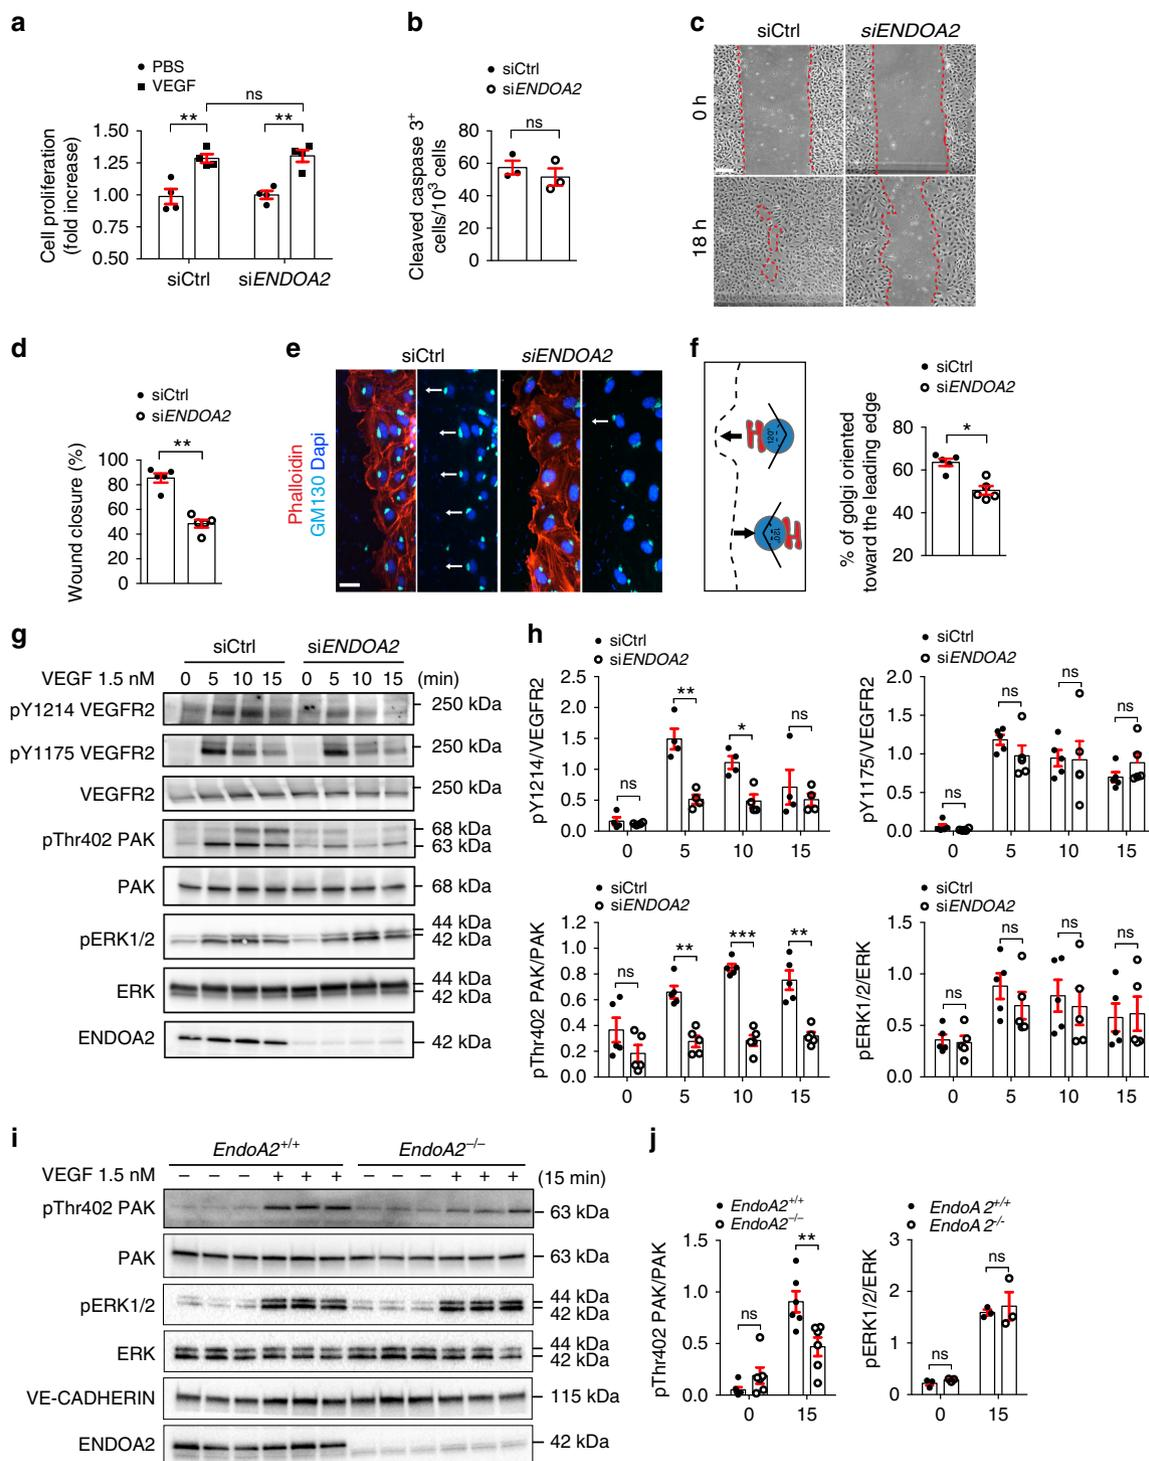 a
PBS
VEGF
ns
**
**
Cell proliferation
(fold increase)
1.50
1.25
1.00
0.75
0.50
siCtrl
siENDOA2
b
siCtrl
siENDOA2
ns
Cleaved caspase 3+
cells/10³ cells
80
60
40
20
0
c
siCtrl
siENDOA2
0 h
18 h
d
siCtrl
siENDOA2
**
Wound closure (%)
100
80
60
40
20
0
e
siCtrl
siENDOA2
Phalloidin
GM130 Dapi
f
120°
120°
siCtrl
siENDOA2
*
% of golgi oriented
toward the leading edge
80
60
40
20
g
siCtrl
siENDOA2
VEGF 1.5 nM 0 5 10 15 0 5 10 15 (min)
pY1214 VEGFR2 250 kDa
pY1175 VEGFR2 250 kDa
VEGFR2 250 kDa
pThr402 PAK 68 kDa
63 kDa
PAK 68 kDa
pERK1/2 44 kDa
42 kDa
ERK 44 kDa
42 kDa
ENDOA2 42 kDa
h
siCtrl
siENDOA2
pY1214/VEGFR2
2.5
2.0
1.5
1.0
0.5
0.0
ns
**
*
ns
0 5 10 15
siCtrl
siENDOA2
pY1175/VEGFR2
2.0
1.5
1.0
0.5
0.0
ns
ns
ns
ns
0 5 10 15
siCtrl
siENDOA2
pThr402 PAK/PAK
1.2
1.0
0.8
0.6
0.4
0.2
0.0
ns
**
***
**
0 5 10 15
siCtrl
siENDOA2
pERK1/2/ERK
1.5
1.0
0.5
0.0
ns
ns
ns
ns
0 5 10 15
i
EndoA2+/+
EndoA2−/−
VEGF 1.5 nM − − − + + + − − − + + + (15 min)
pThr402 PAK 63 kDa
PAK 63 kDa
pERK1/2 44 kDa
42 kDa
ERK 44 kDa
42 kDa
VE-CADHERIN 115 kDa
ENDOA2 42 kDa
j
EndoA2+/+
EndoA2−/−
pThr402 PAK/PAK
1.5
1.0
0.5
0.0
ns
**
0 15
EndoA 2+/+
EndoA 2-/-
pERK1/2/ERK
3
2
1
0
ns
ns
0 15